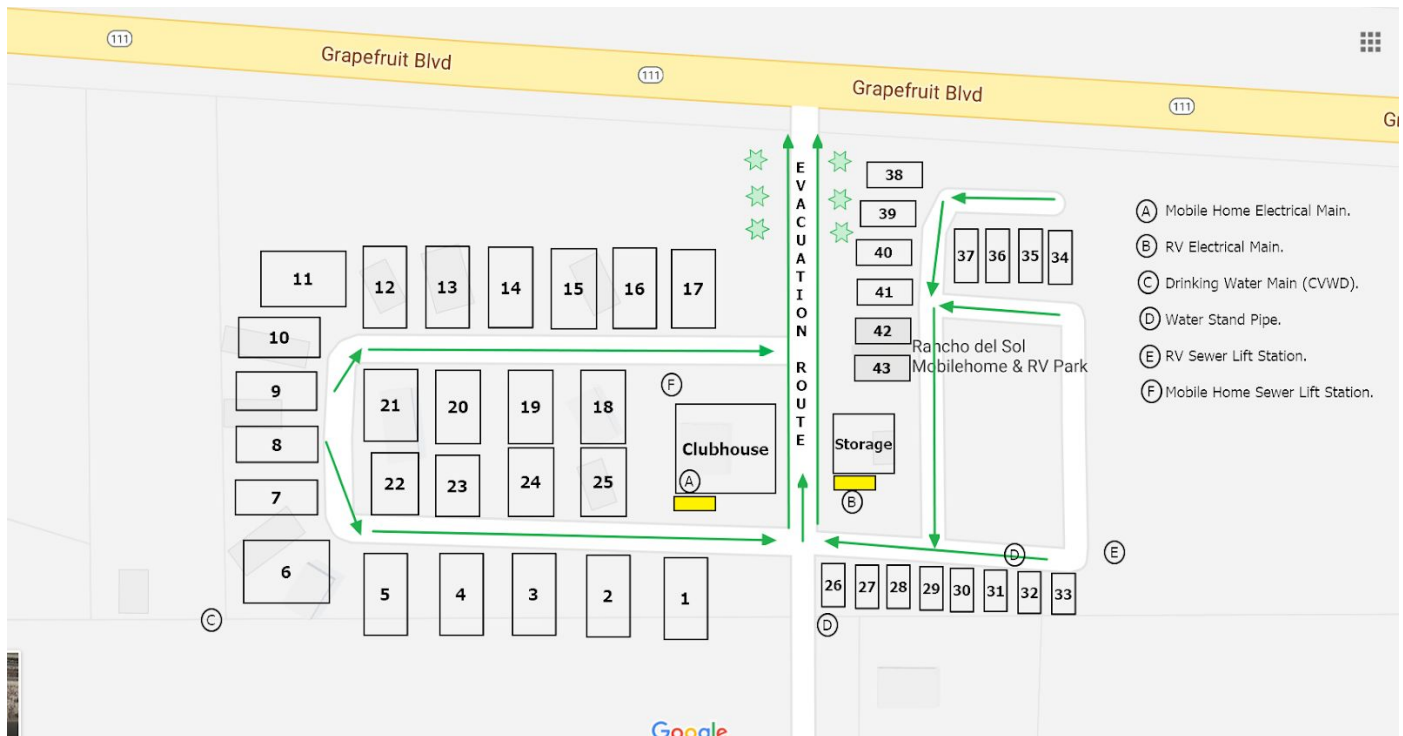 111
Grapefruit Blvd
111
Grapefruit Blvd
111
EVACUATION ROUTE
38
39
40
41
42
43
37 36 35 34
Rancho del Sol
Mobilehome & RV Park
A Mobile Home Electrical Main.
B RV Electrical Main.
C Drinking Water Main (CVWD).
D Water Stand Pipe.
E RV Sewer Lift Station.
F Mobile Home Sewer Lift Station.
11 12 13 14 15 16 17
10
9
8
7
6
21 20 19 18
22 23 24 25
F
Clubhouse
A
Storage
B
5 4 3 2 1
C
26 27 28 29 30 31 32 33
D
E
D
Google